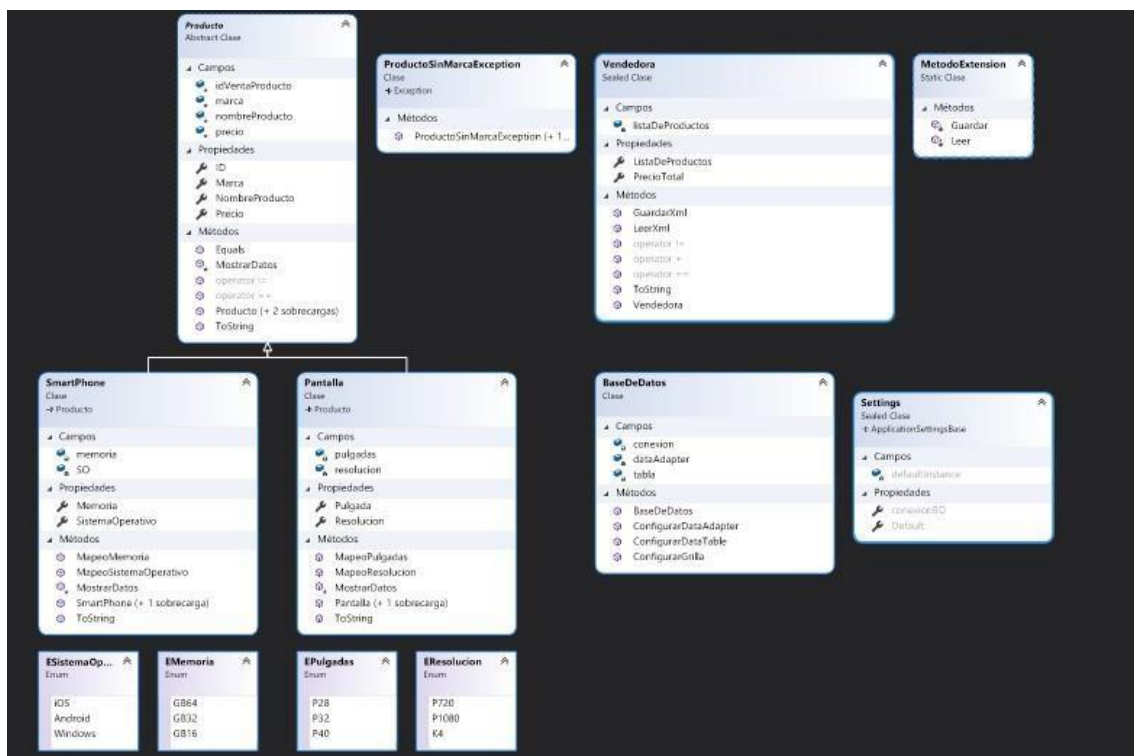 Producto
Abstract Clase
Campos
idVentaProducto
marca
nombreProducto
precio
Propiedades
ID
Marca
NombreProducto
Precio
Métodos
Equals
MostrarDatos
operator !=
operator ==
Producto (+ 2 sobrecargas)
ToString
ProductoSinMarcaException
Clase
Exception
Métodos
ProductoSinMarcaException (+ 1...
Vendedora
Sealed Clase
Campos
listaDeProductos
Propiedades
ListaDeProductos
PrecioTotal
Métodos
GuardarXml
LeerXml
operator !=
operator +
operator ==
ToString
Vendedora
MetodoExtension
Static Clase
Métodos
Guardar
Leer
SmartPhone
Clase
Producto
Campos
memoria
SO
Propiedades
Memoria
SistemaOperativo
Métodos
MapeoMemoria
MapeoSistemaOperativo
MostrarDatos
SmartPhone (+ 1 sobrecarga)
ToString
Pantalla
Clase
Producto
Campos
pulgadas
resolucion
Propiedades
Pulgada
Resolucion
Métodos
MapeoPulgadas
MapeoResolucion
MostrarDatos
Pantalla (+ 1 sobrecarga)
ToString
BaseDeDatos
Clase
Campos
conexion
dataAdapter
tabla
Métodos
BaseDeDatos
ConfigurarDataAdapter
ConfigurarDataTable
ConfigurarGrilla
Settings
Sealed Clase
ApplicationSettingsBase
Campos
defaultInstance
Propiedades
conexionBD
Default
ESistemaOp...
Enum
iOS
Android
Windows
EMemoria
Enum
GB64
GB32
GB16
EPulgadas
Enum
P28
P32
P40
EResolucion
Enum
P720
P1080
K4